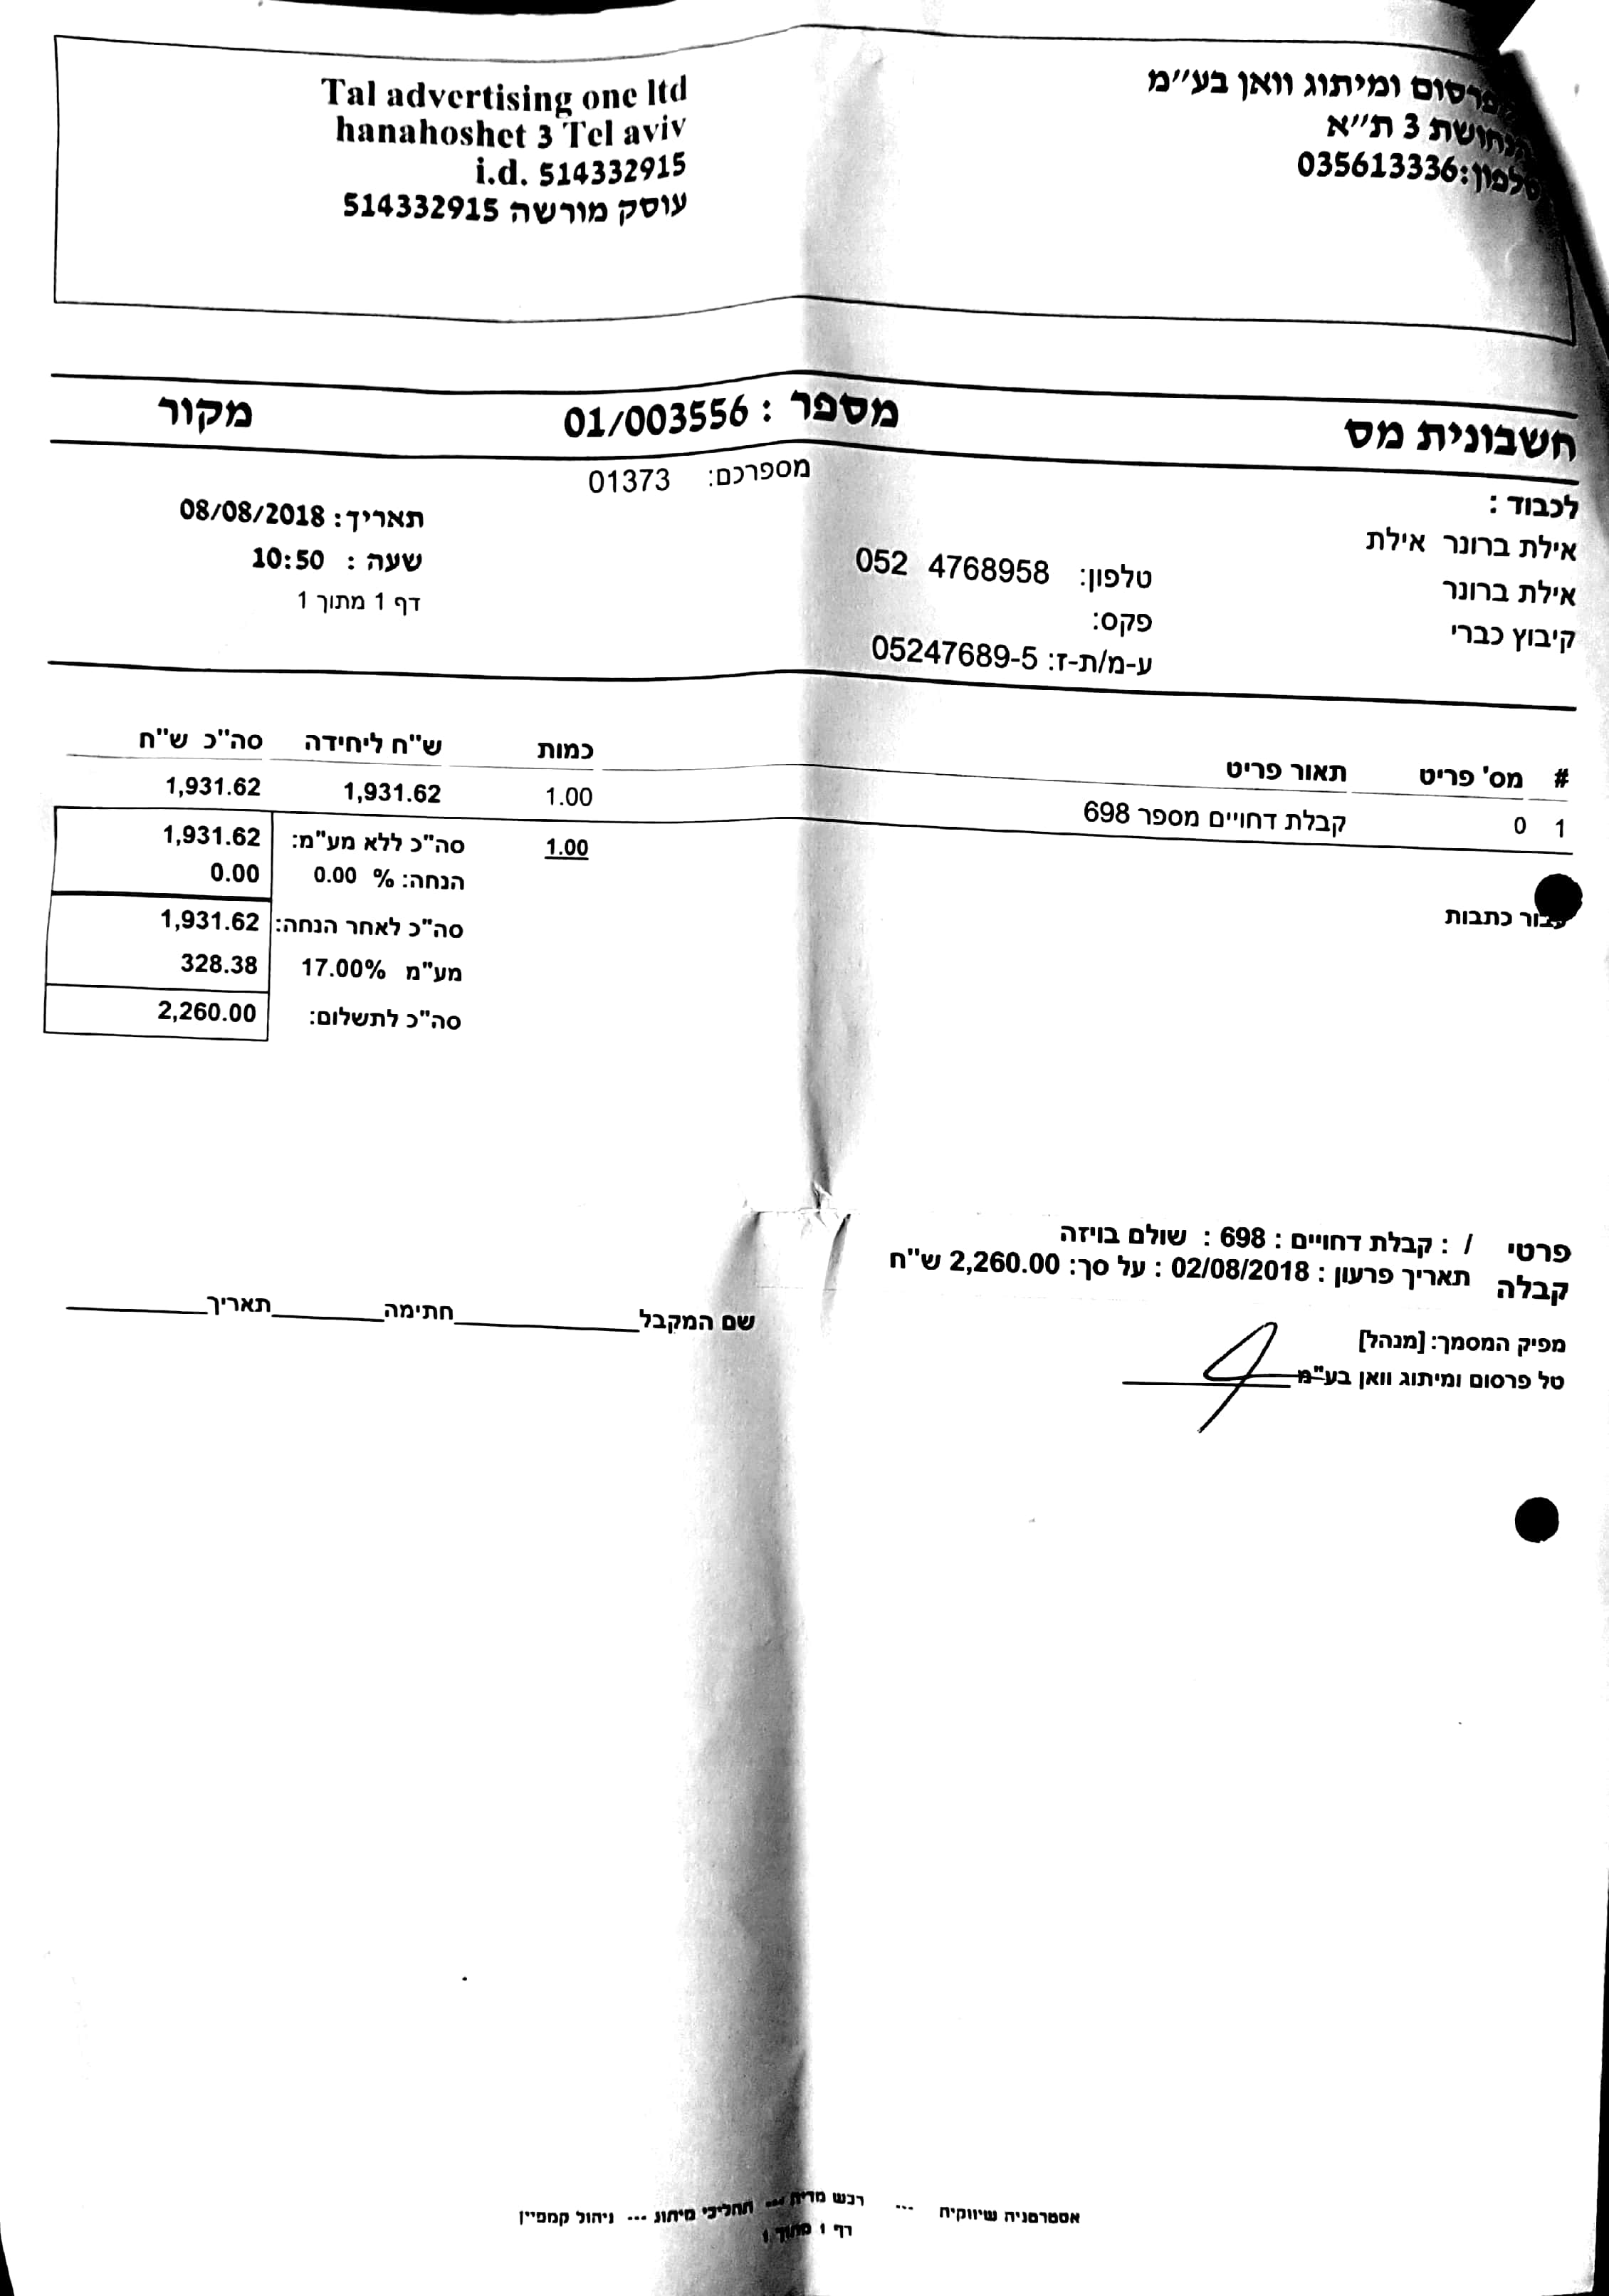 פרסום ומיתוג וואן בע״מ
הנחושת 3 ת״א
טלפון: 035613336
Tal advertising one ltd
hanahoshet 3 Tel aviv
i.d. 514332915
עוסק מורשה 514332915
חשבונית מס מספר : 01/003556 מקור
מספרכם: 01373
לכבוד :
אילת ברונר אילת
אילת ברונר
קיבוץ כברי
טלפון: 052 4768958
פקס:
ע-מ/ת-ז: 05247689-5
תאריך: 08/08/2018
שעה : 10:50
דף 1 מתוך 1
# מס' פריט תאור פריט כמות ש"ח ליחידה סה"כ ש"ח
1 0 קבלת דחויים מספר 698 1.00 1,931.62 1,931.62
1.00 סה"כ ללא מע"מ: 1,931.62
הנחה: % 0.00 0.00
סה"כ לאחר הנחה: 1,931.62
מע"מ 17.00% 328.38
סה"כ לתשלום: 2,260.00
עבור כתבות
פרטי / : קבלת דחויים : 698 : שולם בויזה
קבלה תאריך פרעון : 02/08/2018 : על סך: 2,260.00 ש"ח
שם המקבל חתימה תאריך
מפיק המסמך: [מנהל]
טל פרסום ומיתוג וואן בע"מ
אסטרטגיה שיווקית --- רכש מדיה --- תהליכי מיתוג --- ניהול קמפיין
דף 1 מתוך 1